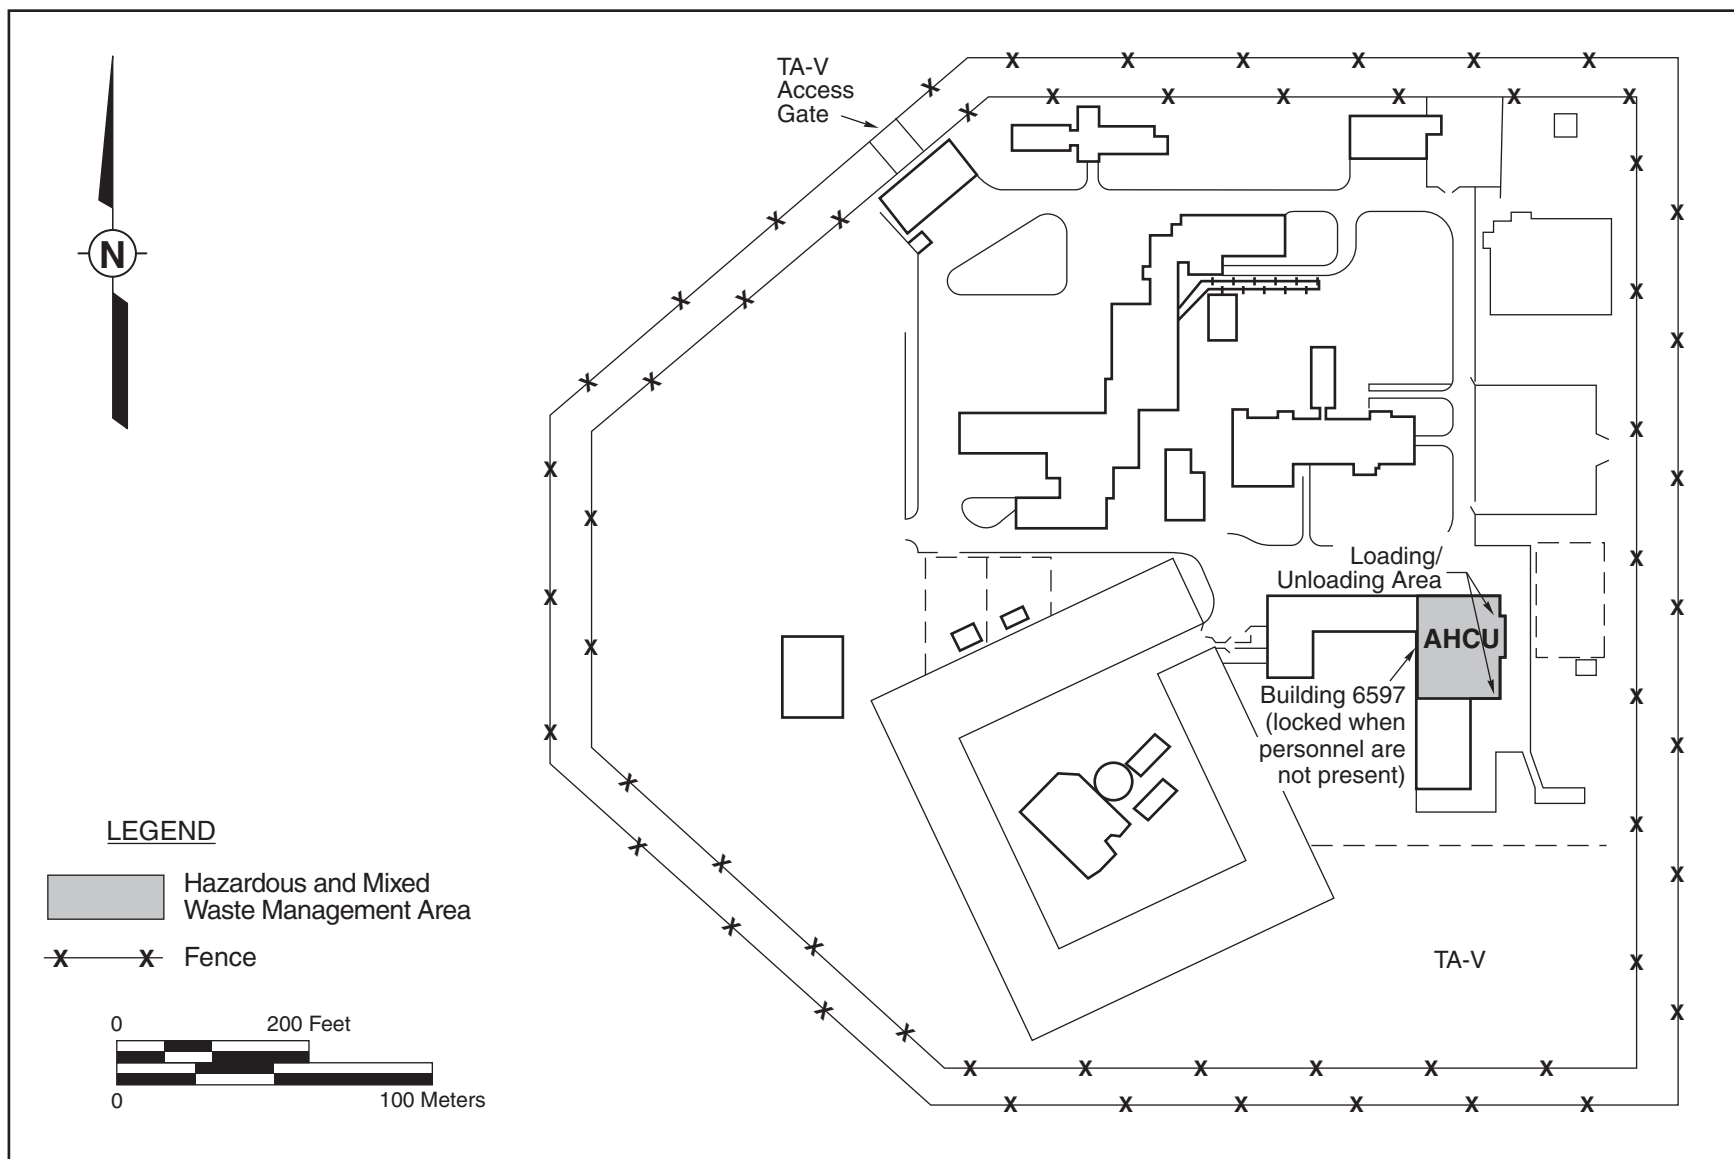 TA-V
Access
Gate
N
Loading/
Unloading Area
AHCU
Building 6597
(locked when
personnel are
not present)
LEGEND
Hazardous and Mixed
Waste Management Area
X X Fence
TA-V
0 200 Feet
0 100 Meters